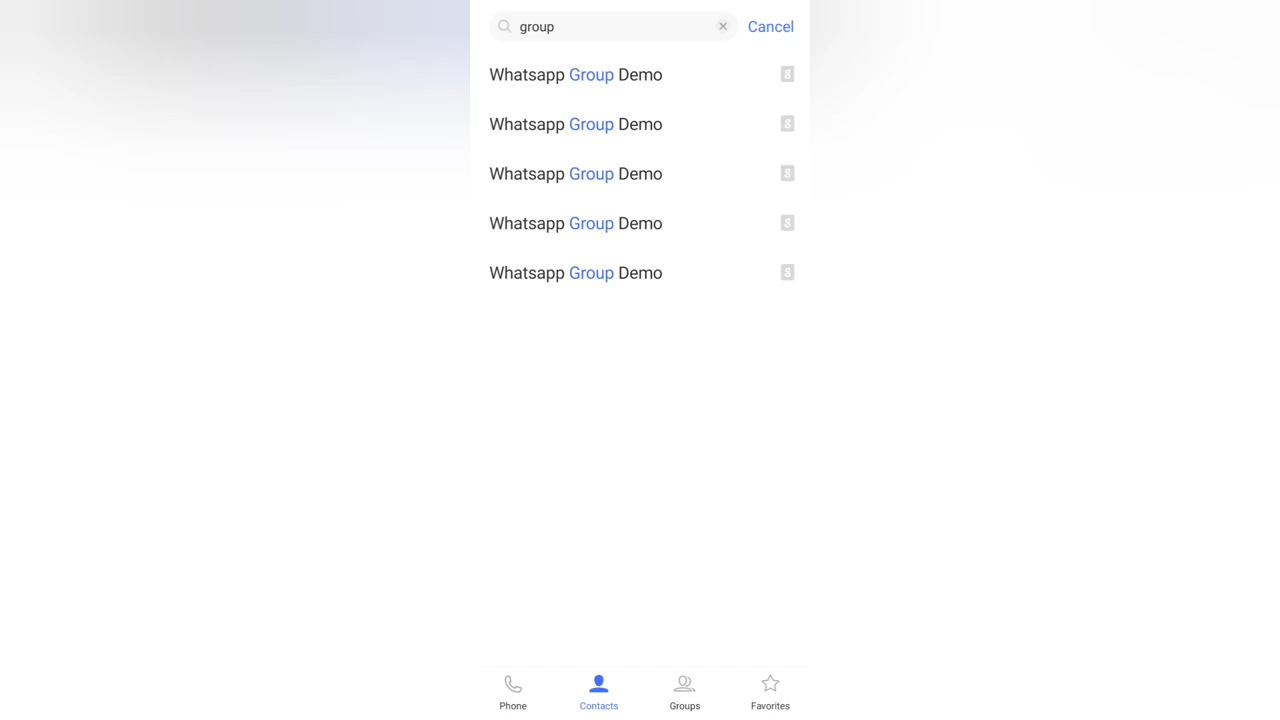 group
Cancel
Whatsapp Group Demo
Whatsapp Group Demo
Whatsapp Group Demo
Whatsapp Group Demo
Whatsapp Group Demo
Phone
Contacts
Groups
Favorites